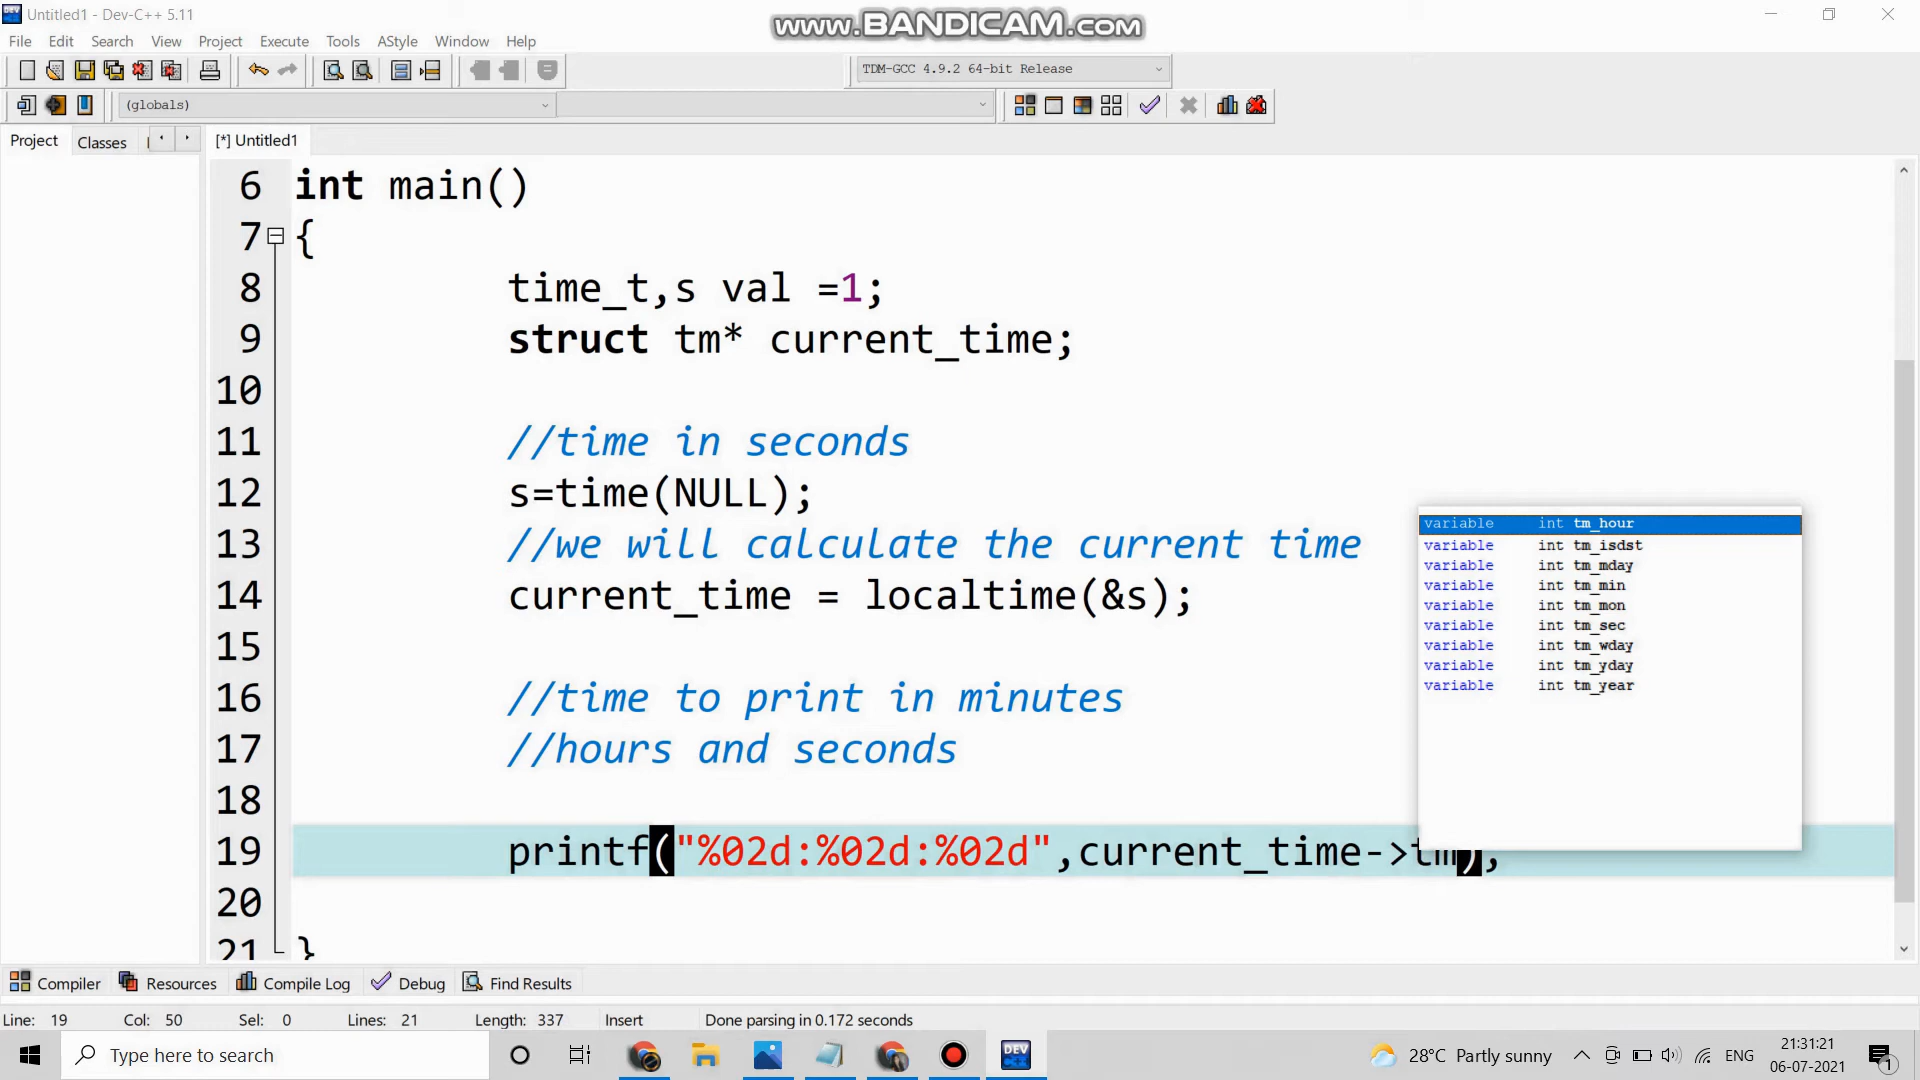 Untitled1 - Dev-C++ 5.11
www.BANDICAM.com
File Edit Search View Project Execute Tools AStyle Window Help
TDM-GCC 4.9.2 64-bit Release
(globals)
Project Classes
[*] Untitled1
6 int main()
7 {
8 time_t,s val =1;
9 struct tm* current_time;
10
11 //time in seconds
12 s=time(NULL);
13 //we will calculate the current time
14 current_time = localtime(&s);
15
16 //time to print in minutes
17 //hours and seconds
18
19 printf("%02d:%02d:%02d",current_time->tm);
20
21 }
variable int tm_hour
variable int tm_isdst
variable int tm_mday
variable int tm_min
variable int tm_mon
variable int tm_sec
variable int tm_wday
variable int tm_yday
variable int tm_year
Compiler Resources Compile Log Debug Find Results
Line: 19 Col: 50 Sel: 0 Lines: 21 Length: 337 Insert Done parsing in 0.172 seconds
Type here to search
DEV
28°C Partly sunny
ENG
21:31:21
06-07-2021
1